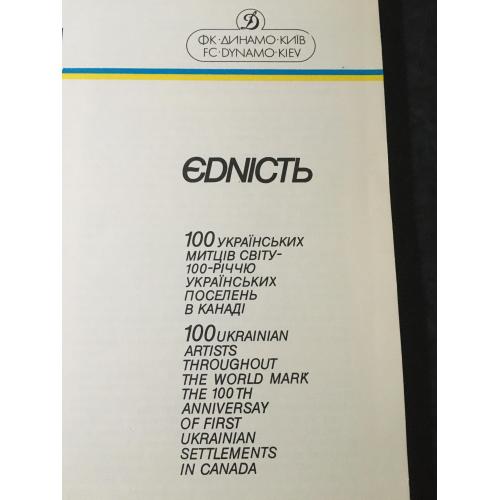 ФК·ДИНАМО·КИЇВ
FC·DYNAMO·KIEV
ЄDNІСТЬ
100 УКРАЇНСЬКИХ
МИТЦІВ СВІТУ-
100-РІЧЧЮ
УКРАЇНСЬКИХ
ПОСЕЛЕНЬ
В КАНАДІ
100 UKRAINIAN
ARTISTS
THROUGHOUT
THE WORLD MARK
THE 100TH
ANNIVERSAY
OF FIRST
UKRAINIAN
SETTLEMENTS
IN CANADA